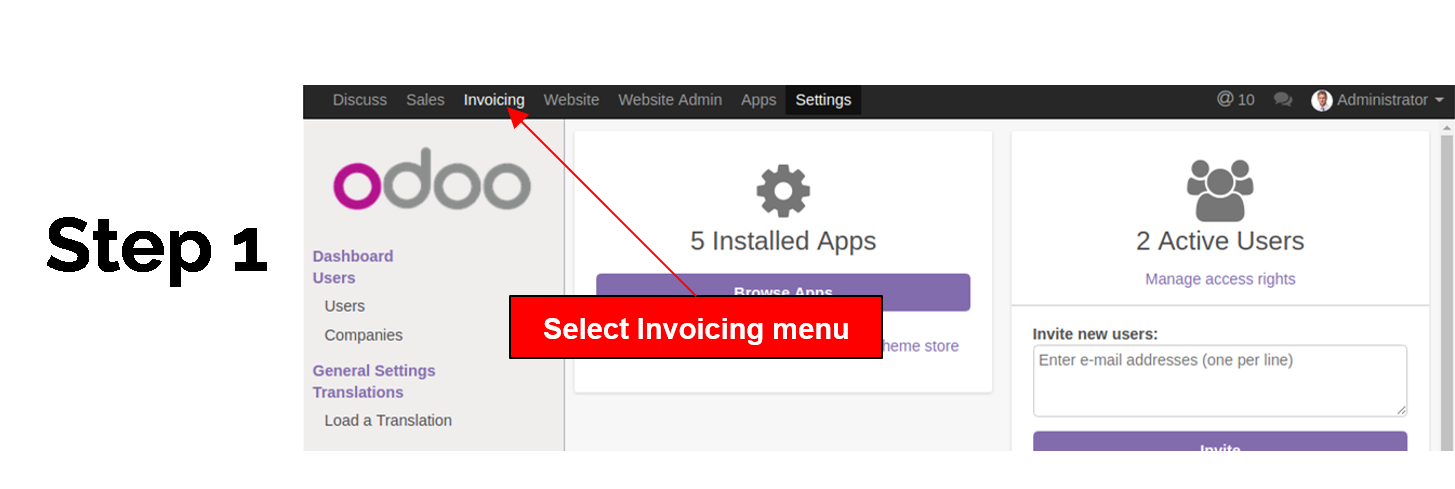 Discuss Sales Invoicing Website Website Admin Apps Settings @ 10 Administrator
odoo
Step 1
Dashboard
Users
Users
Companies
General Settings
Translations
Load a Translation
5 Installed Apps
Browse Apps
Select Invoicing menu
heme store
2 Active Users
Manage access rights
Invite new users:
Enter e-mail addresses (one per line)
Invite